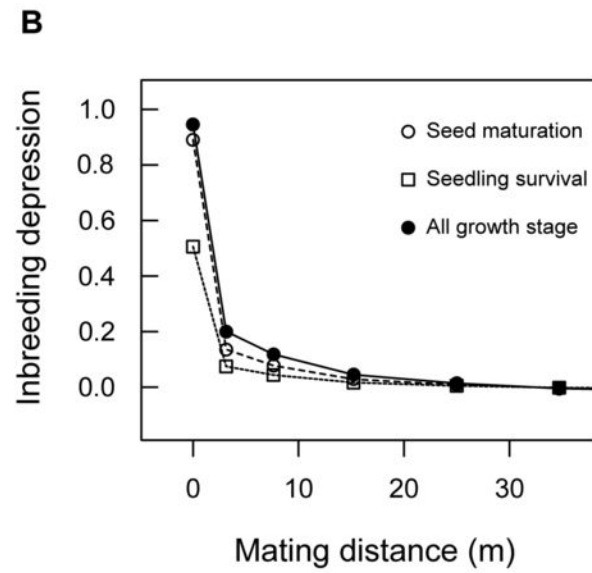 B
Inbreeding depression
1.0
0.8
0.6
0.4
0.2
0.0
Seed maturation
Seedling survival
All growth stage
0 10 20 30
Mating distance (m)